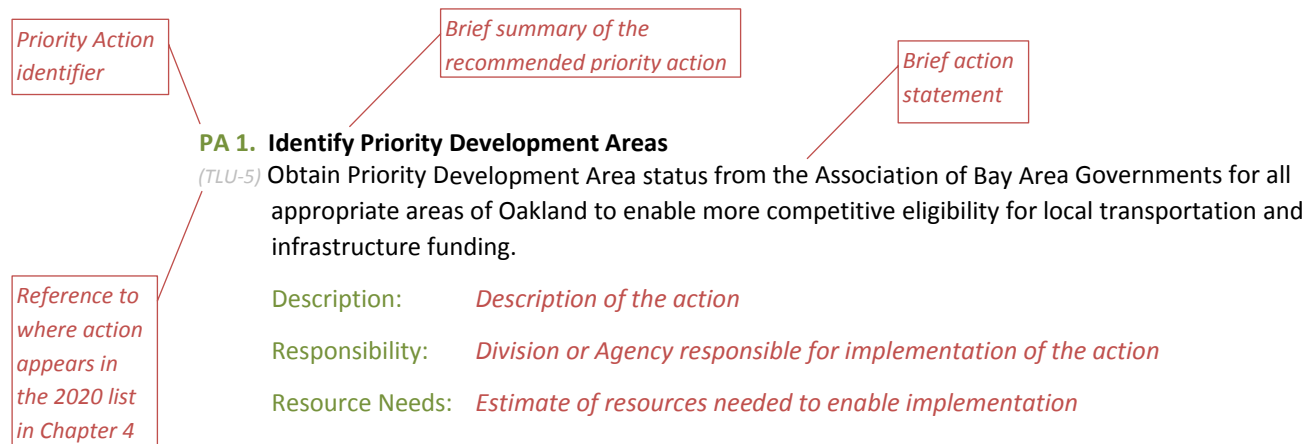 Priority Action
identifier
Brief summary of the
recommended priority action
Brief action
statement
PA 1. Identify Priority Development Areas
(TLU-5) Obtain Priority Development Area status from the Association of Bay Area Governments for all
appropriate areas of Oakland to enable more competitive eligibility for local transportation and
infrastructure funding.
Reference to
where action
appears in
the 2020 list
in Chapter 4
Description: Description of the action
Responsibility: Division or Agency responsible for implementation of the action
Resource Needs: Estimate of resources needed to enable implementation